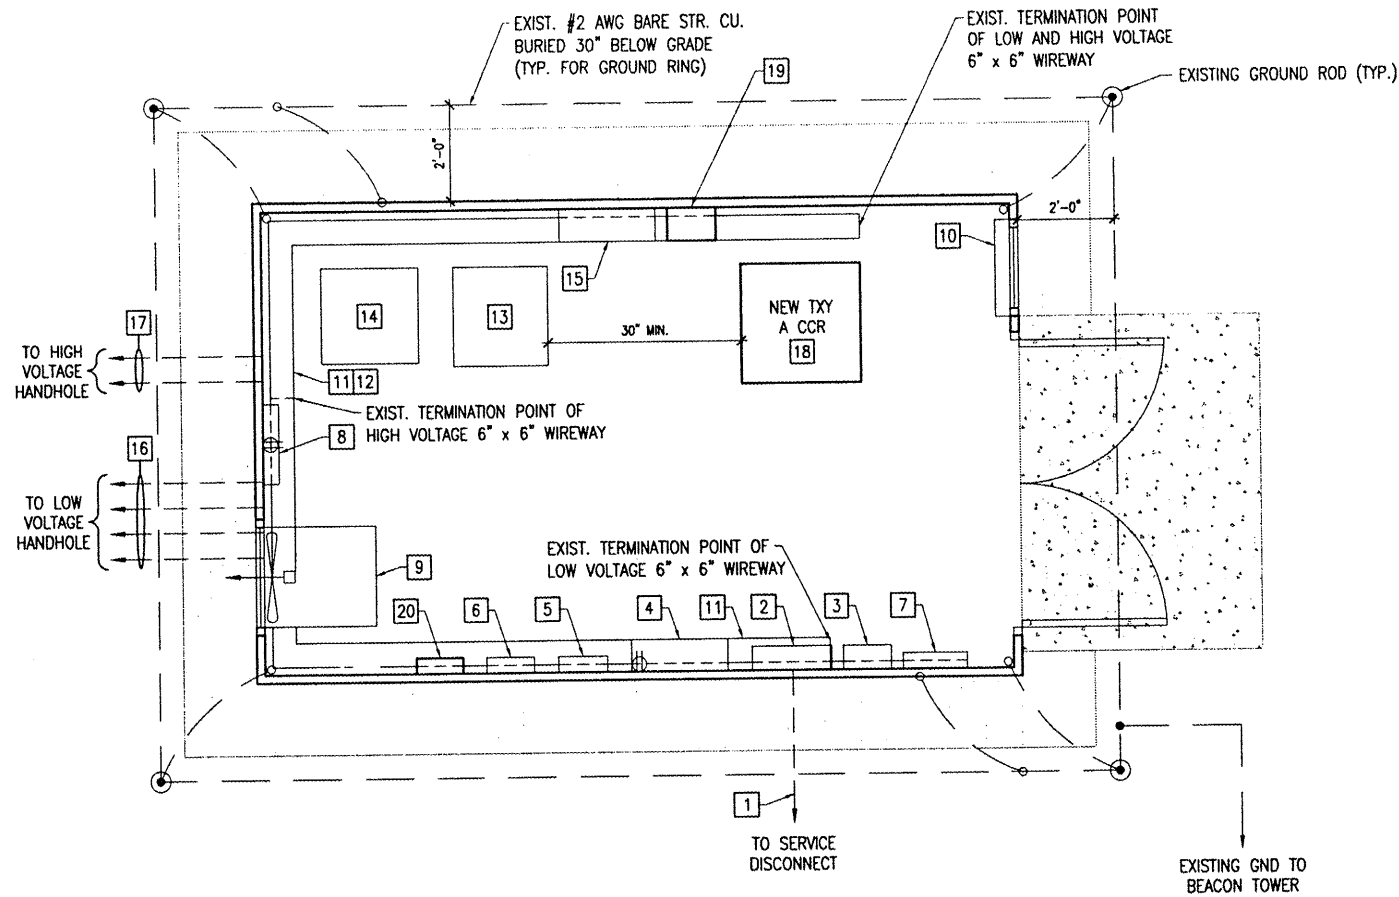 EXIST. #2 AWG BARE STR. CU.
BURIED 30" BELOW GRADE
(TYP. FOR GROUND RING)
EXIST. TERMINATION POINT
OF LOW AND HIGH VOLTAGE
6" x 6" WIREWAY
19
EXISTING GROUND ROD (TYP.)
2'-0"
2'-0"
10
15
14
13
NEW TXY
A CCR
18
30" MIN.
17
TO HIGH
VOLTAGE
HANDHOLE
11 12
EXIST. TERMINATION POINT OF
HIGH VOLTAGE 6" x 6" WIREWAY
8
16
TO LOW
VOLTAGE
HANDHOLE
EXIST. TERMINATION POINT OF
LOW VOLTAGE 6" x 6" WIREWAY
9
20
6
5
4
11
2
3
7
1
TO SERVICE
DISCONNECT
EXISTING GND TO
BEACON TOWER